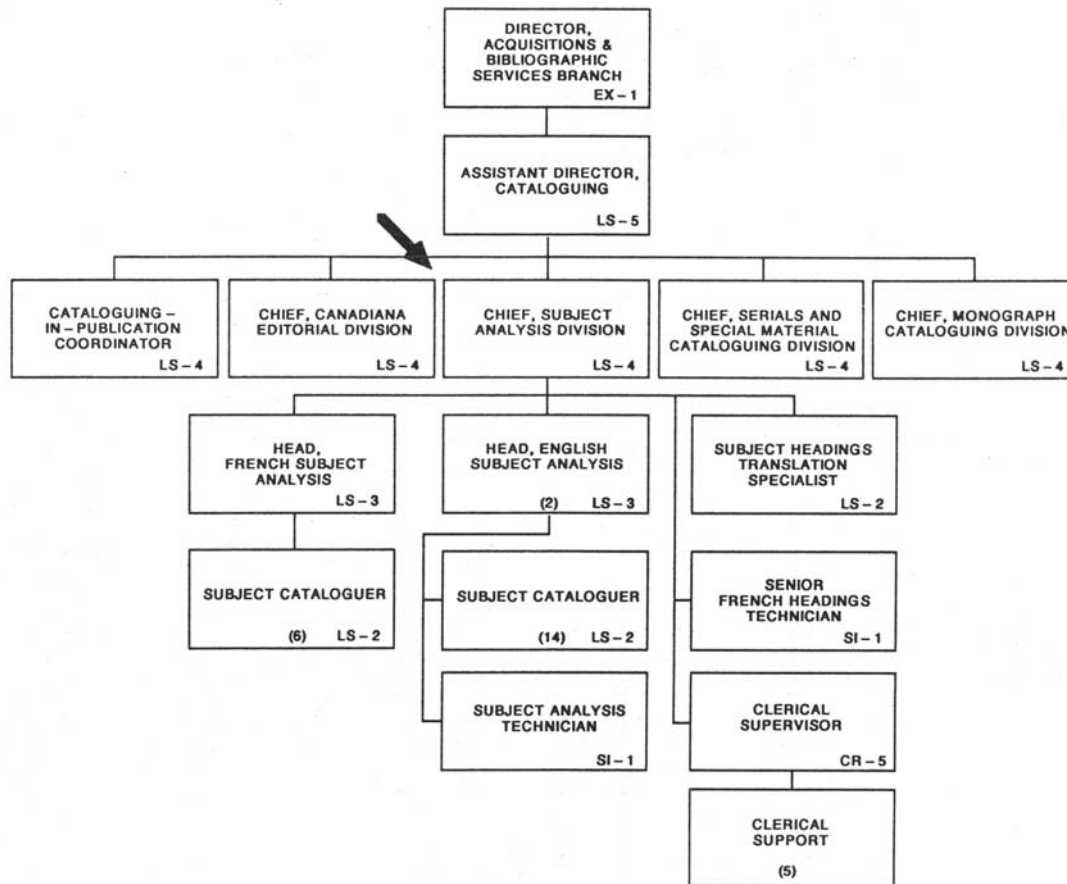 DIRECTOR,
ACQUISITIONS &
BIBLIOGRAPHIC
SERVICES BRANCH
EX – 1
ASSISTANT DIRECTOR,
CATALOGUING
LS – 5
CATALOGUING –
IN – PUBLICATION
COORDINATOR
LS – 4
CHIEF, CANADIANA
EDITORIAL DIVISION
LS – 4
CHIEF, SUBJECT
ANALYSIS DIVISION
LS – 4
CHIEF, SERIALS AND
SPECIAL MATERIAL
CATALOGUING DIVISION
LS – 4
CHIEF, MONOGRAPH
CATALOGUING DIVISION
LS – 4
HEAD,
FRENCH SUBJECT
ANALYSIS
LS – 3
HEAD, ENGLISH
SUBJECT ANALYSIS
(2) LS – 3
SUBJECT HEADINGS
TRANSLATION
SPECIALIST
LS – 2
SUBJECT CATALOGUER
(6) LS – 2
SUBJECT CATALOGUER
(14) LS – 2
SENIOR
FRENCH HEADINGS
TECHNICIAN
SI – 1
SUBJECT ANALYSIS
TECHNICIAN
SI – 1
CLERICAL
SUPERVISOR
CR – 5
CLERICAL
SUPPORT
(5)